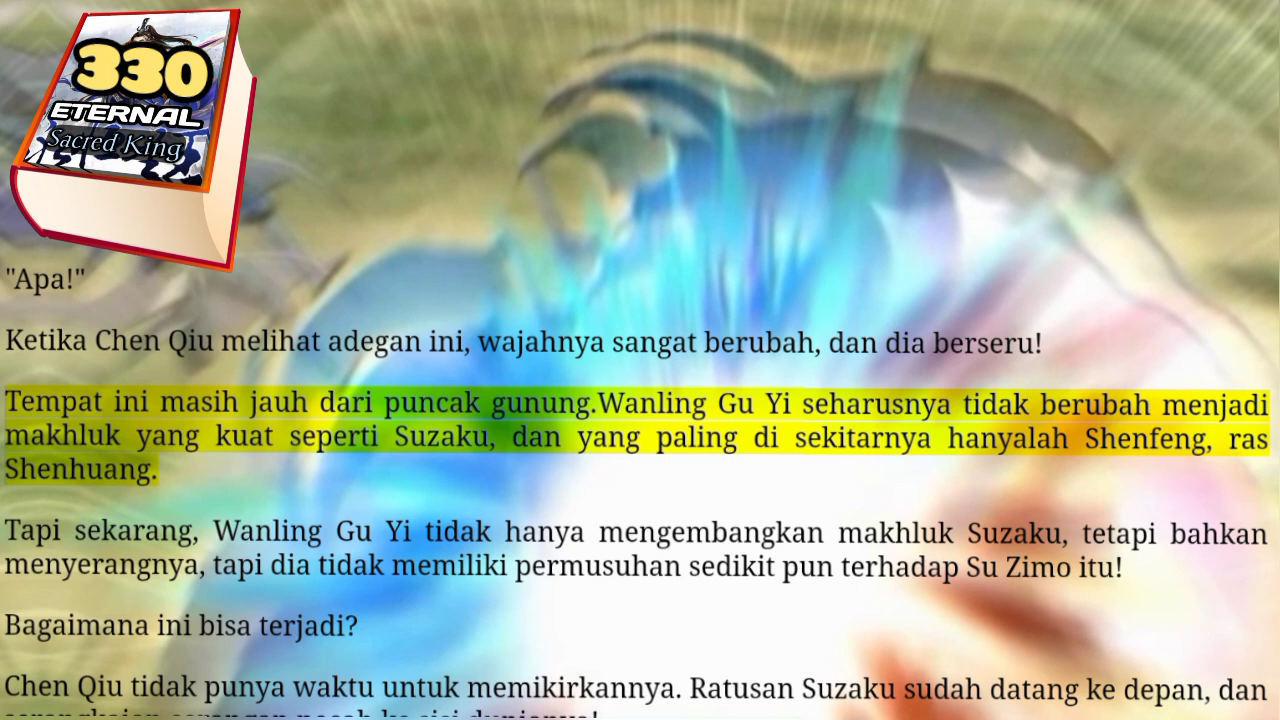 330
ETERNAL
Sacred King
"Apa!"
Ketika Chen Qiu melihat adegan ini, wajahnya sangat berubah, dan dia berseru!
Tempat ini masih jauh dari puncak gunung.Wanling Gu Yi seharusnya tidak berubah menjadi
makhluk yang kuat seperti Suzaku, dan yang paling di sekitarnya hanyalah Shenfeng, ras
Shenhuang.
Tapi sekarang, Wanling Gu Yi tidak hanya mengembangkan makhluk Suzaku, tetapi bahkan
menyerangnya, tapi dia tidak memiliki permusuhan sedikit pun terhadap Su Zimo itu!
Bagaimana ini bisa terjadi?
Chen Qiu tidak punya waktu untuk memikirkannya. Ratusan Suzaku sudah datang ke depan, dan